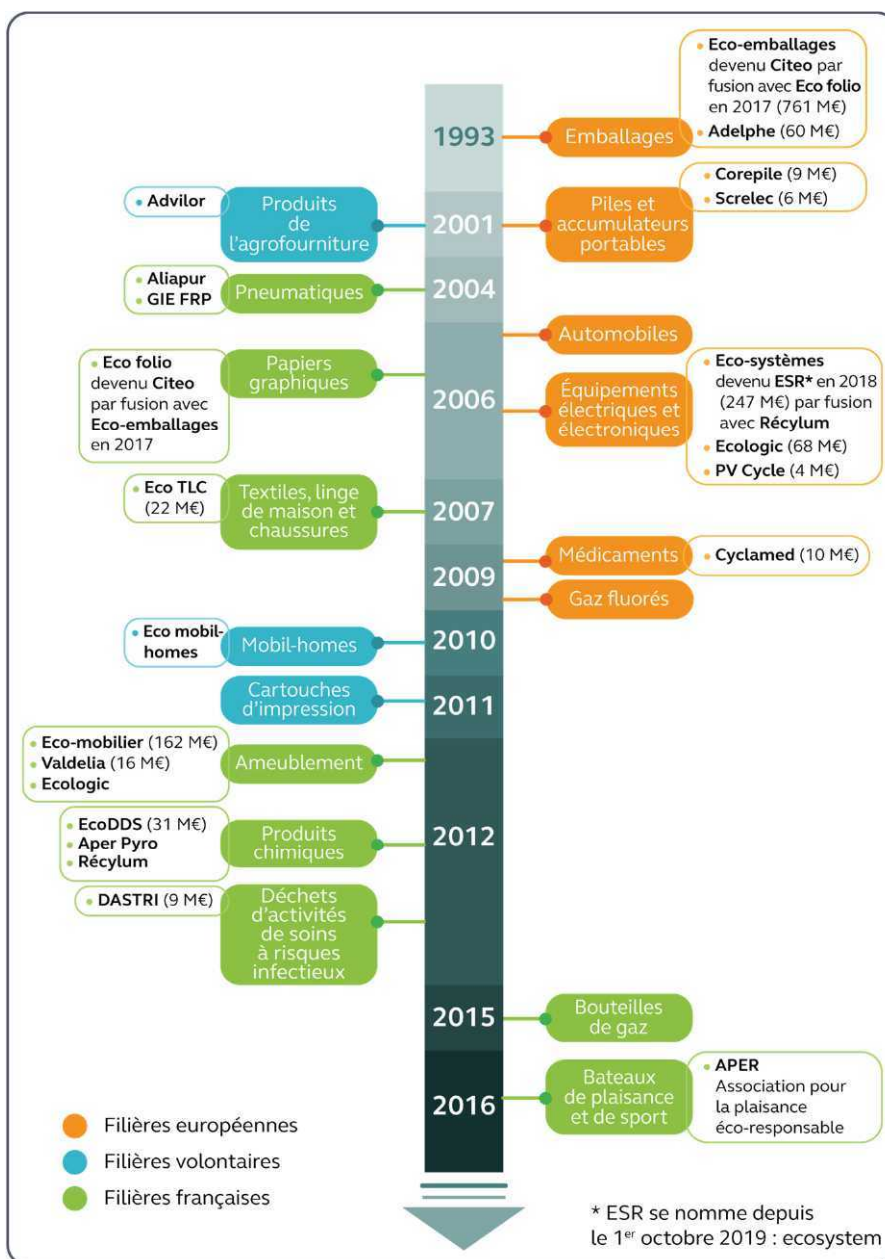 1993
Emballages
• Eco-emballages
devenu Citeo par
fusion avec Eco folio
en 2017 (761 M€)
• Adelphe (60 M€)
• Advilor
Produits
de
l'agrofourniture
2001
Piles et
accumulateurs
portables
• Corepile (9 M€)
• Screlec (6 M€)
• Aliapur
• GIE FRP
Pneumatiques
2004
• Eco folio
devenu Citeo
par fusion avec
Eco-emballages
en 2017
Papiers
graphiques
2006
Automobiles
Équipements
électriques et
électroniques
• Eco-systèmes
devenu ESR* en 2018
(247 M€) par fusion
avec Récylum
• Ecologic (68 M€)
• PV Cycle (4 M€)
• Eco TLC
(22 M€)
Textiles, linge
de maison et
chaussures
2007
2009
Médicaments
• Cyclamed (10 M€)
Gaz fluorés
• Eco mobil-
homes
Mobil-homes
2010
Cartouches
d'impression
2011
• Eco-mobilier (162 M€)
• Valdelia (16 M€)
• Ecologic
Ameublement
2012
• EcoDDS (31 M€)
• Aper Pyro
• Récylum
Produits
chimiques
• DASTRI (9 M€)
Déchets
d'activités
de soins
à risques
infectieux
2015
Bouteilles
de gaz
2016
Bateaux
de plaisance
et de sport
• APER
Association pour
la plaisance
éco-responsable
Filières européennes
Filières volontaires
Filières françaises
* ESR se nomme depuis
le 1er octobre 2019 : ecosystem